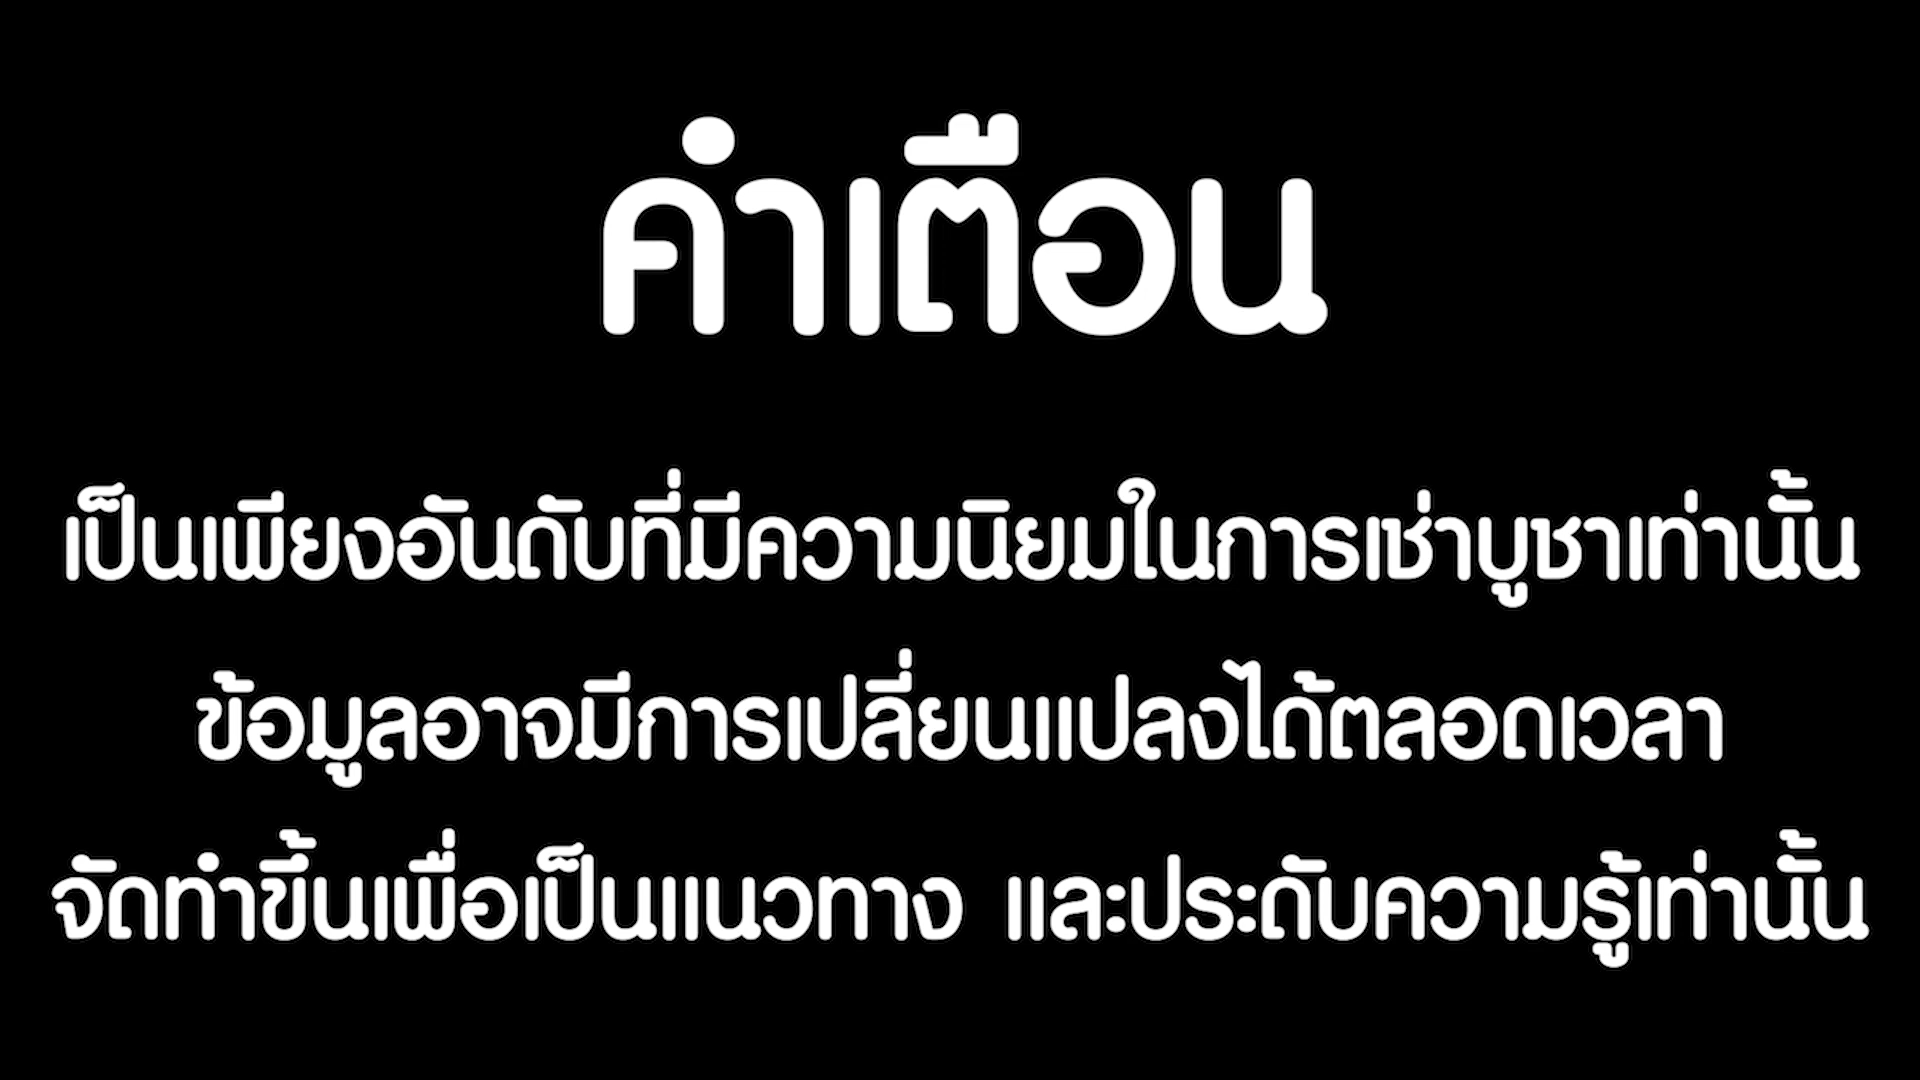 คำเตือน
เป็นเพียงอันดับที่มีความนิยมในการเช่าบูชาเท่านั้น
ข้อมูลอาจมีการเปลี่ยนแปลงได้ตลอดเวลา
จัดทำขึ้นเพื่อเป็นแนวทาง และประดับความรู้เท่านั้น